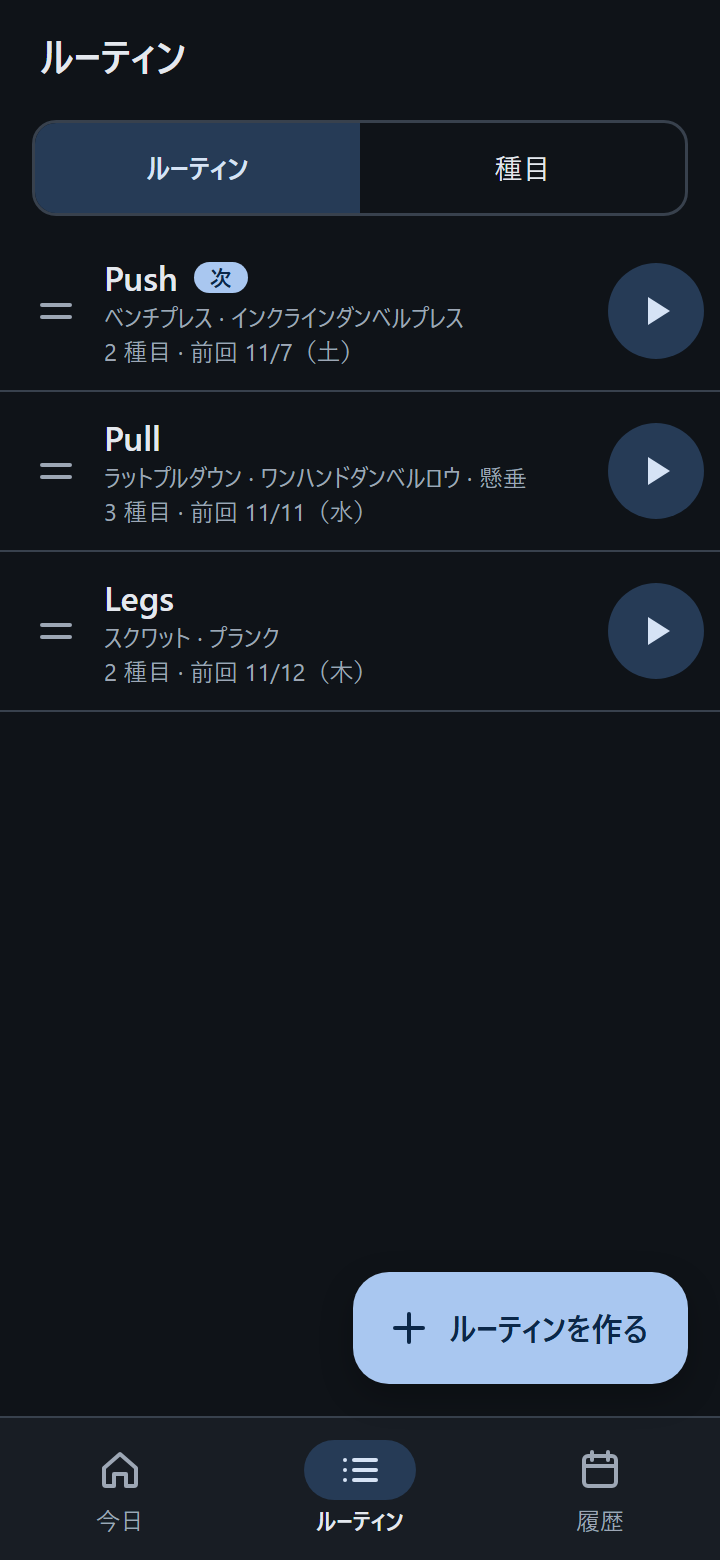 ルーティン
ルーティン 種目
Push 次
ベンチプレス · インクラインダンベルプレス
2 種目 · 前回 11/7（土）
Pull
ラットプルダウン · ワンハンドダンベルロウ · 懸垂
3 種目 · 前回 11/11（水）
Legs
スクワット · プランク
2 種目 · 前回 11/12（木）
ルーティンを作る
今日 ルーティン 履歴